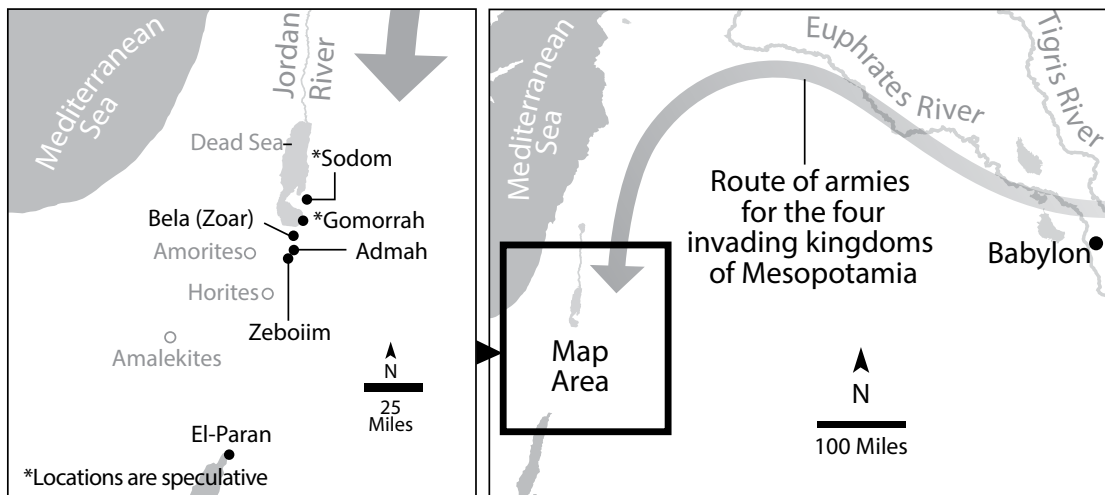 Mediterranean
Sea
Jordan
River
Dead Sea
*Sodom
Bela (Zoar)
*Gomorrah
Amorites
Admah
Horites
Zeboiim
Amalekites
N
25
Miles
El-Paran
*Locations are speculative
Mediterranean
Sea
Euphrates River
Tigris River
Route of armies
for the four
invading kingdoms
of Mesopotamia
Babylon
Map
Area
N
100 Miles